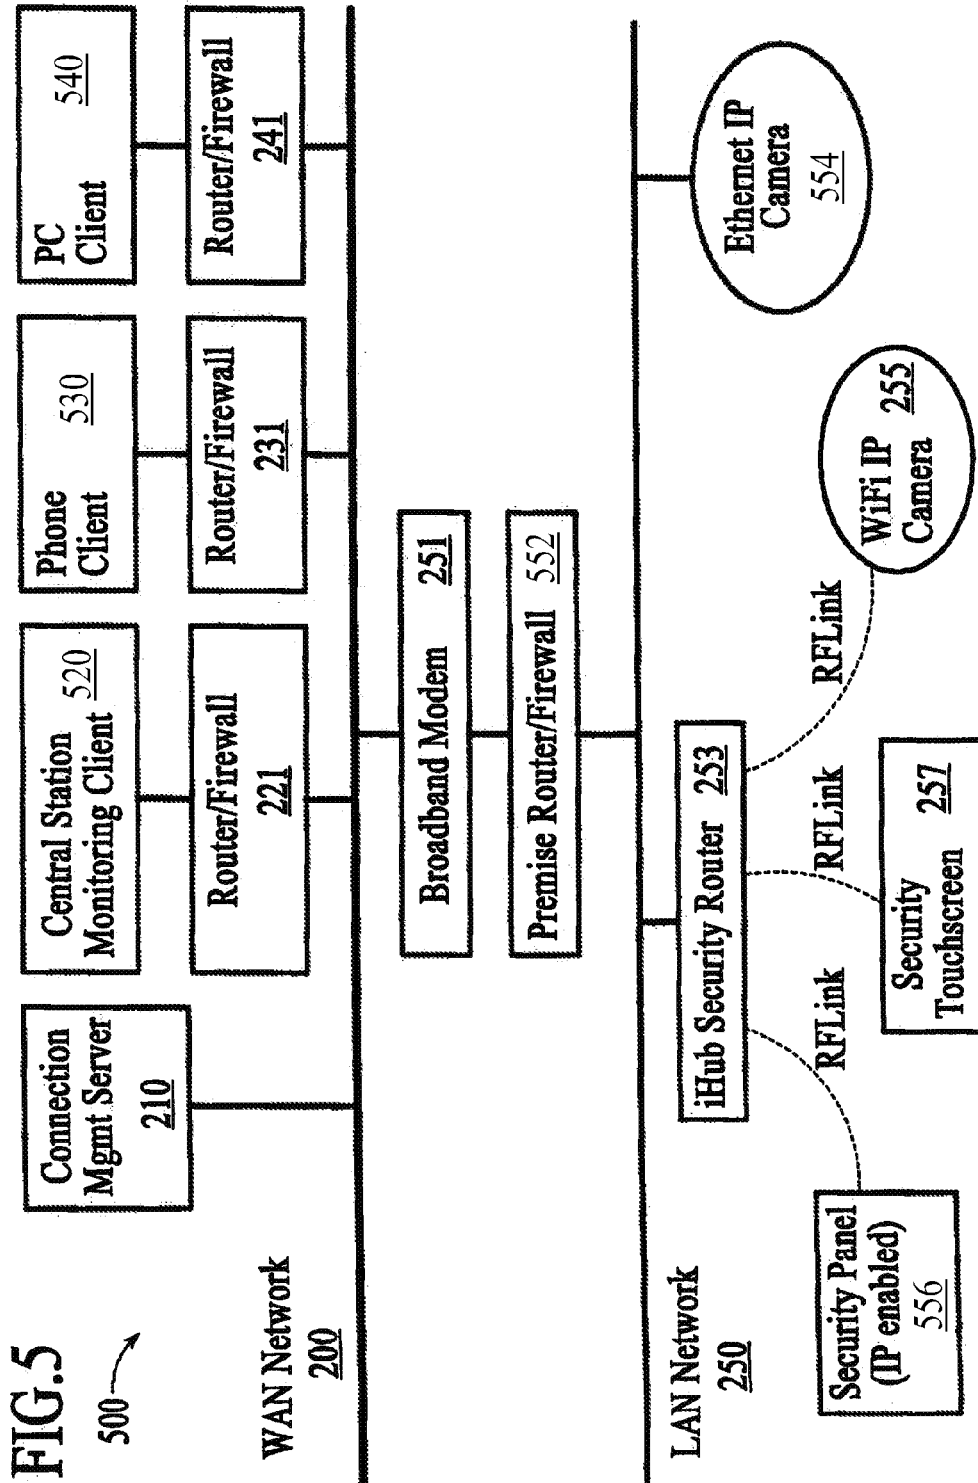 FIG.5
500
Connection
Mgmt Server
210
Central Station
Monitoring Client 520
Router/Firewall
221
Phone
Client 530
Router/Firewall
231
PC
Client 540
Router/Firewall
241
WAN Network
200
Broadband Modem 251
Premise Router/Firewall 552
LAN Network
250
iHub Security Router 253
Ethernet IP
Camera
554
RFLink
RFLink
RFLink
Security Panel
(IP enabled)
556
Security
Touchscreen 257
WiFi IP
Camera 255